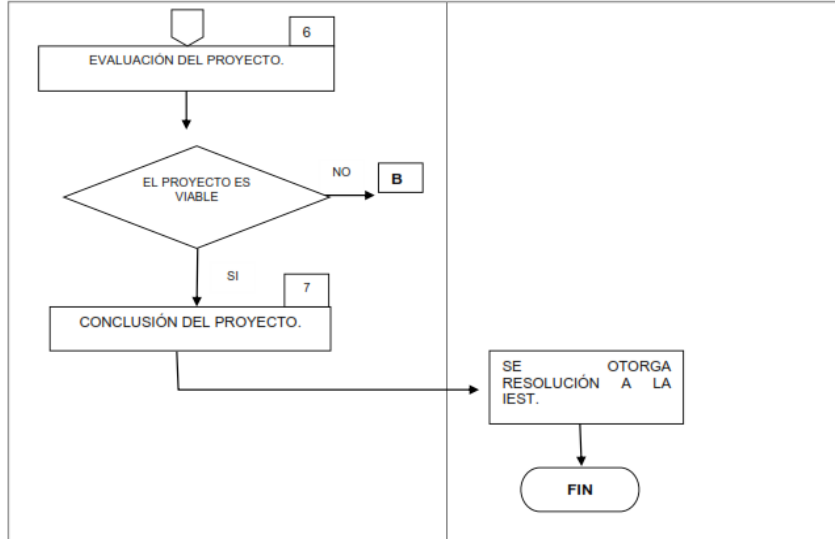 6
EVALUACIÓN DEL PROYECTO.
EL PROYECTO ES
VIABLE
NO
B
SI
7
CONCLUSIÓN DEL PROYECTO.
SE OTORGA
RESOLUCIÓN A LA
IEST.
FIN